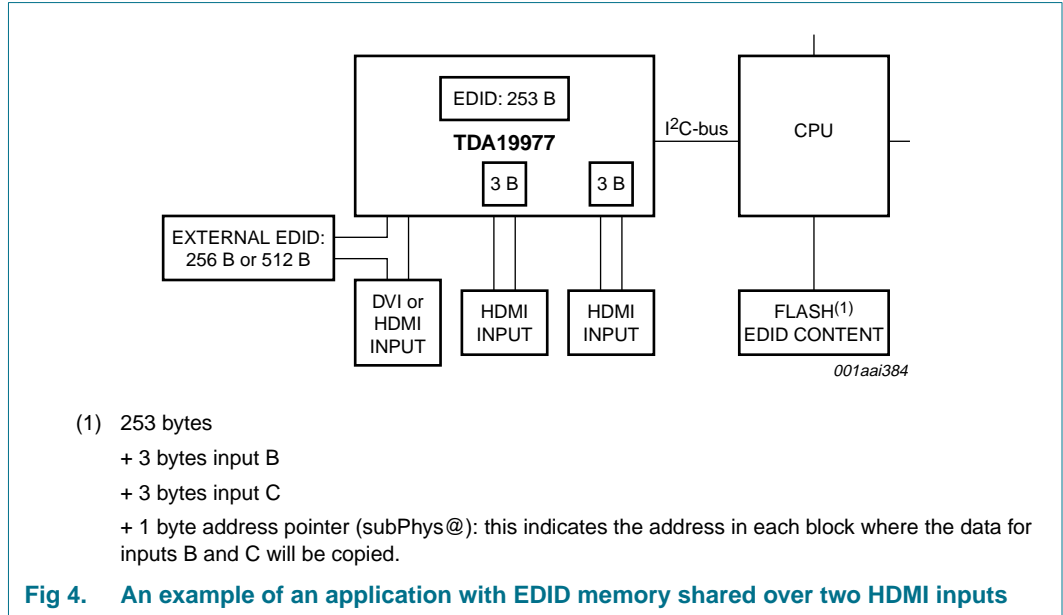 EDID: 253 B
TDA19977
3 B
3 B
I2C-bus
CPU
EXTERNAL EDID:
256 B or 512 B
DVI or
HDMI
INPUT
HDMI
INPUT
HDMI
INPUT
FLASH(1)
EDID CONTENT
001aai384
(1) 253 bytes
+ 3 bytes input B
+ 3 bytes input C
+ 1 byte address pointer (subPhys@): this indicates the address in each block where the data for
inputs B and C will be copied.
Fig 4. An example of an application with EDID memory shared over two HDMI inputs